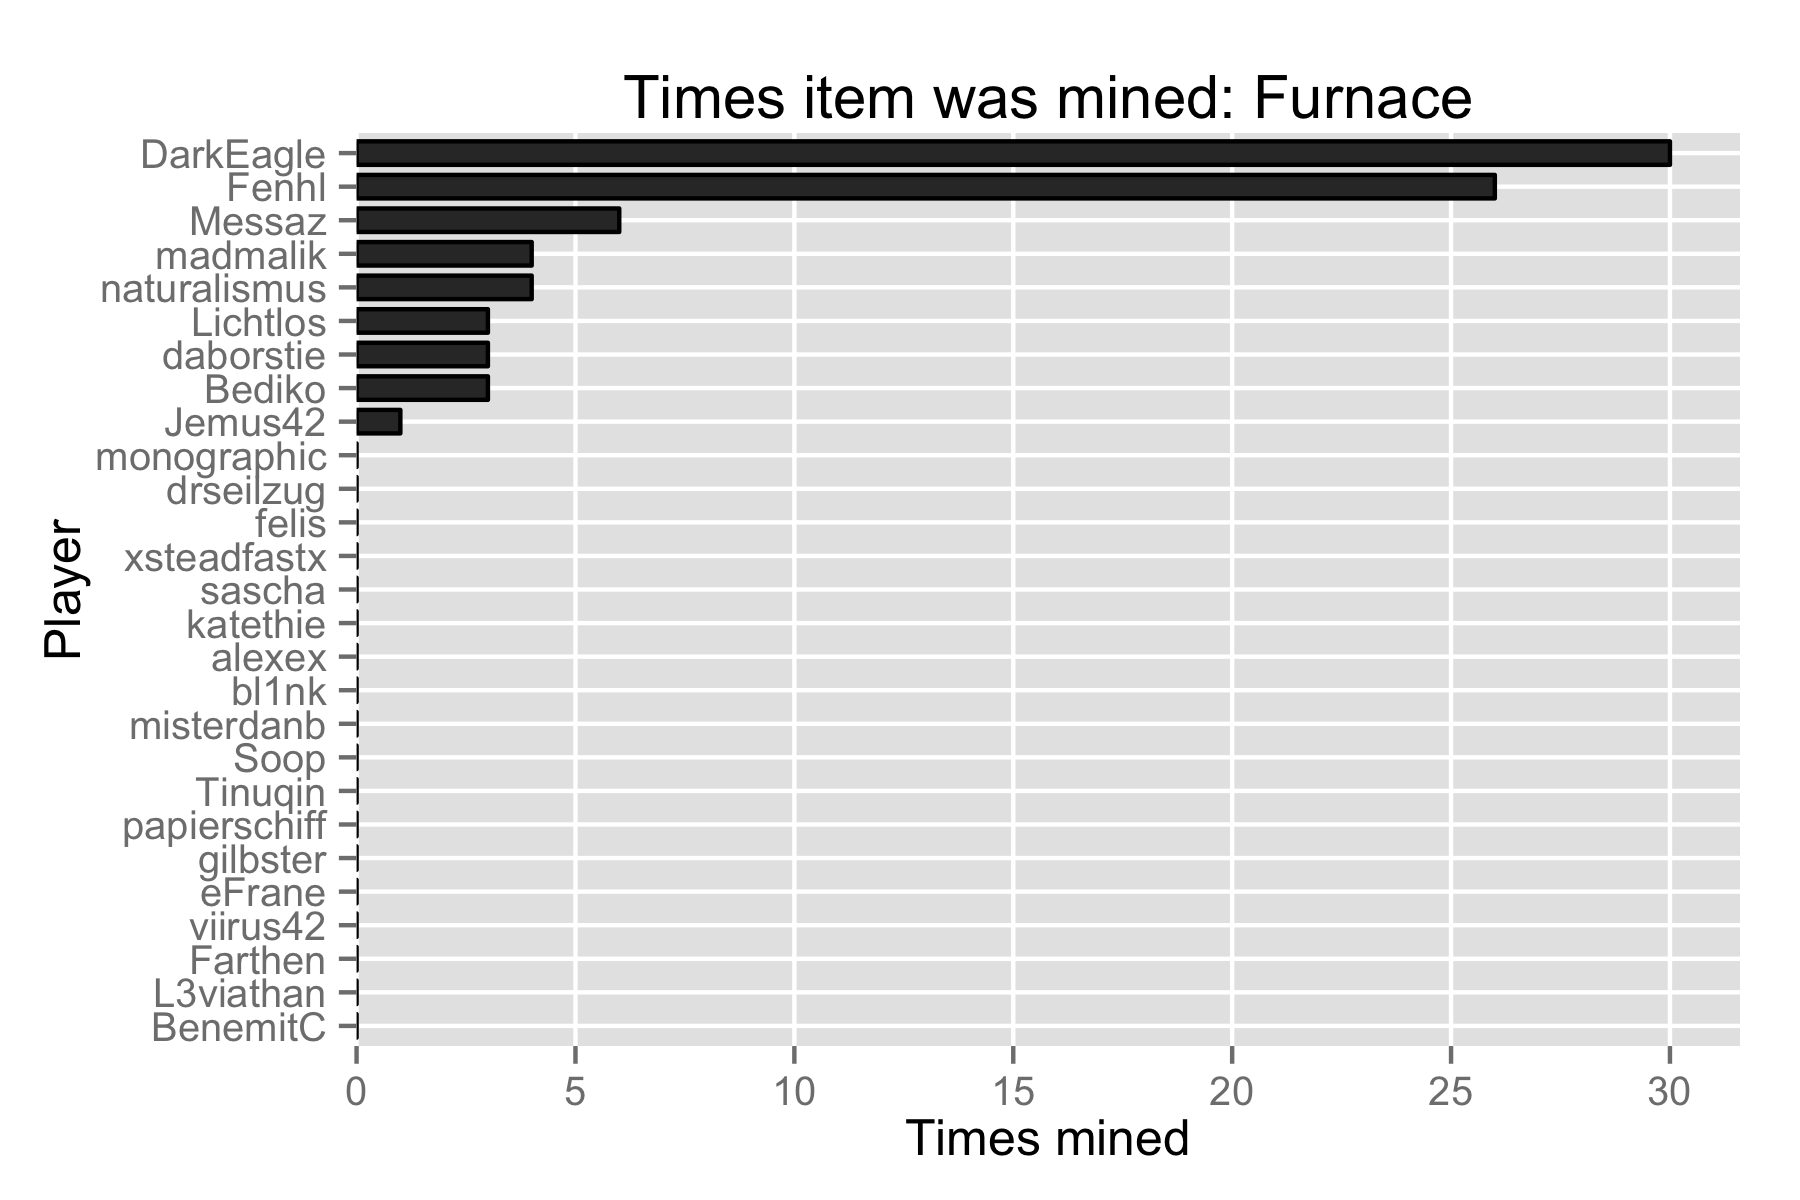 Times item was mined: Furnace
DarkEagle
Fenhl
Messaz
madmalik
naturalismus
Lichtlos
daborstie
Bediko
Jemus42
monographic
drseilzug
felis
xsteadfastx
sascha
katethie
alexex
bl1nk
misterdanb
Soop
Tinuqin
papierschiff
gilbster
eFrane
viirus42
Farthen
L3viathan
BenemitC
Player
0 5 10 15 20 25 30
Times mined